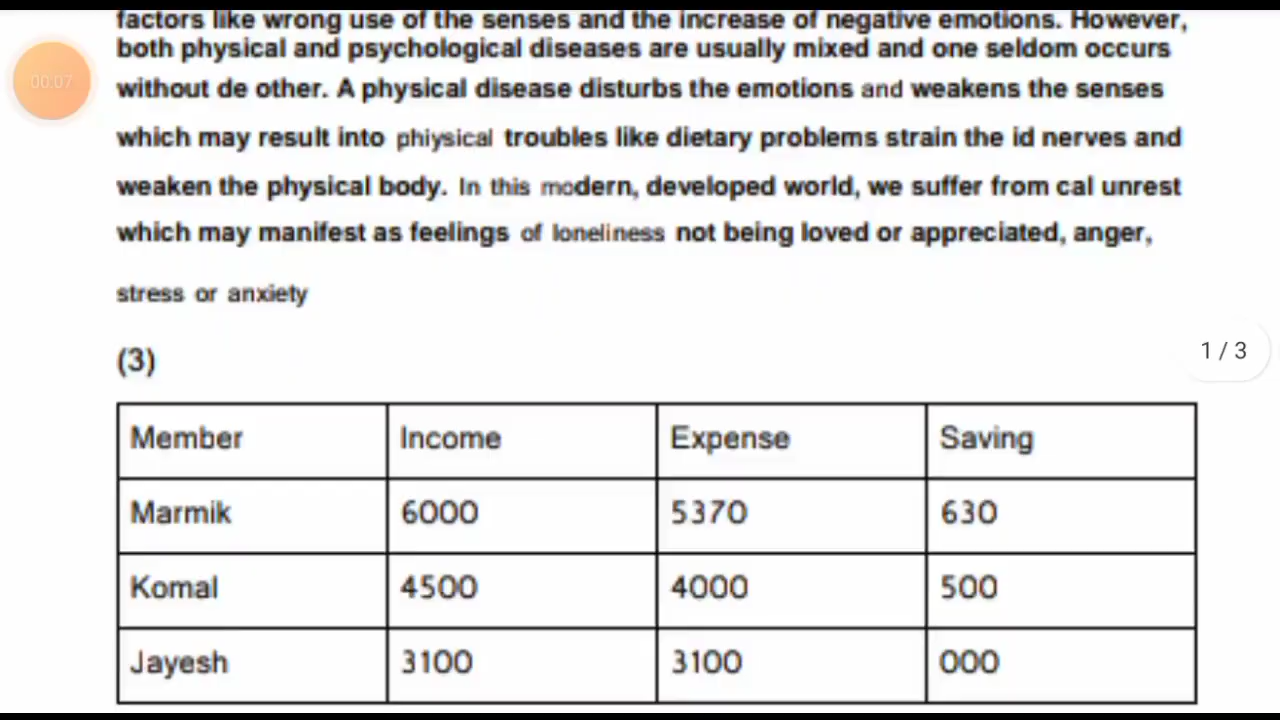 factors like wrong use of the senses and the increase of negative emotions. However,
00:07
both physical and psychological diseases are usually mixed and one seldom occurs
without de other. A physical disease disturbs the emotions and weakens the senses
which may result into phiysical troubles like dietary problems strain the id nerves and
weaken the physical body. In this modern, developed world, we suffer from cal unrest
which may manifest as feelings of loneliness not being loved or appreciated, anger,
stress or anxiety
(3)
1 / 3
Member Income Expense Saving
Marmik 6000 5370 630
Komal 4500 4000 500
Jayesh 3100 3100 000